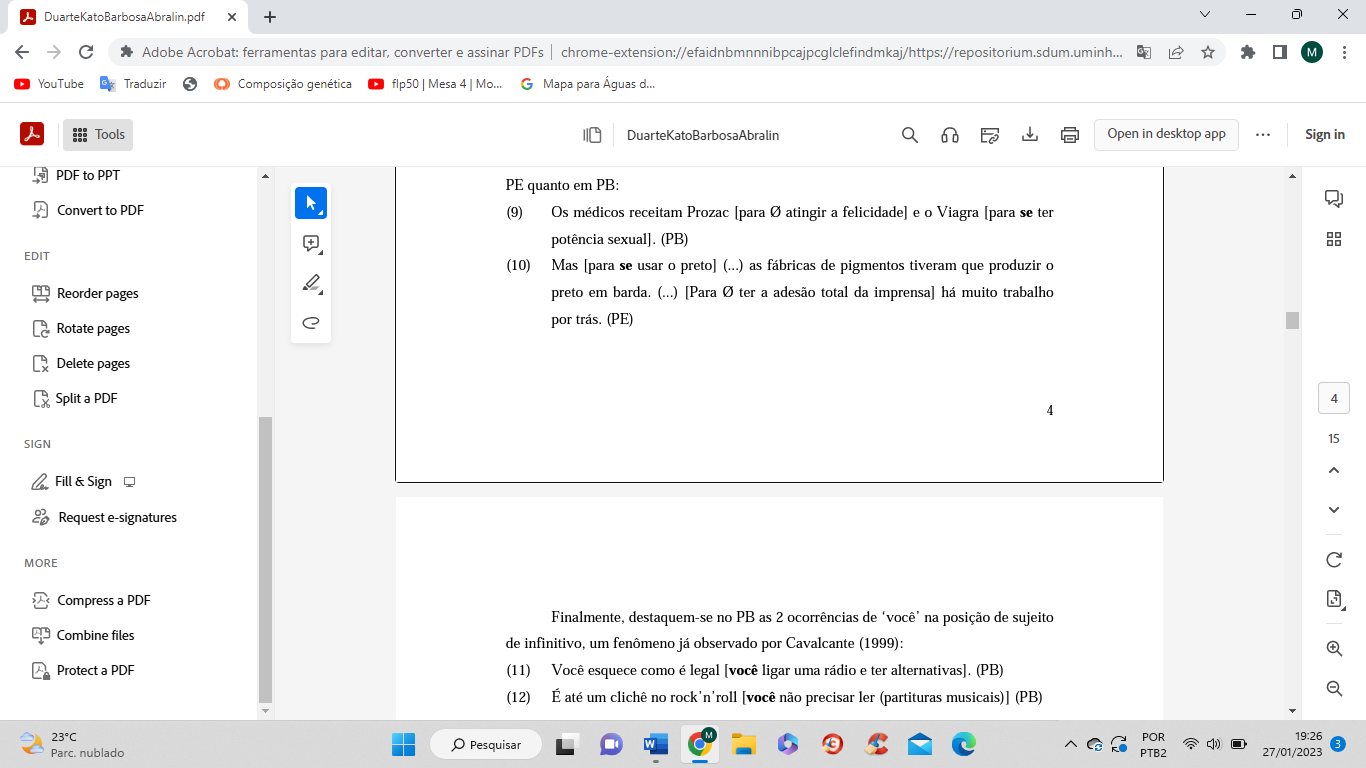 DuarteKatoBarbosaAbralin.pdf
Adobe Acrobat: ferramentas para editar, converter e assinar PDFs | chrome-extension://efaidnbmnnnibpcajpcglclefindmkaj/https://repositorium.sdum.uminh...
M
YouTube Traduzir Composição genética flp50 | Mesa 4 | Mo... Mapa para Águas d...
Tools DuarteKatoBarbosaAbralin Open in desktop app Sign in
PDF to PPT
Convert to PDF
EDIT
Reorder pages
Rotate pages
Delete pages
Split a PDF
SIGN
Fill & Sign
Request e-signatures
MORE
Compress a PDF
Combine files
Protect a PDF
PE quanto em PB:
(9) Os médicos receitam Prozac [para Ø atingir a felicidade] e o Viagra [para se ter
potência sexual]. (PB)
(10) Mas [para se usar o preto] (...) as fábricas de pigmentos tiveram que produzir o
preto em barda. (...) [Para Ø ter a adesão total da imprensa] há muito trabalho
por trás. (PE)
4
Finalmente, destaquem-se no PB as 2 ocorrências de ‘você’ na posição de sujeito
de infinitivo, um fenômeno já observado por Cavalcante (1999):
(11) Você esquece como é legal [você ligar uma rádio e ter alternativas]. (PB)
(12) É até um clichê no rock’n’roll [você não precisar ler (partituras musicais)] (PB)
4
15
23°C
Parc. nublado
Pesquisar
M
POR
PTB2
19:26
27/01/2023
3